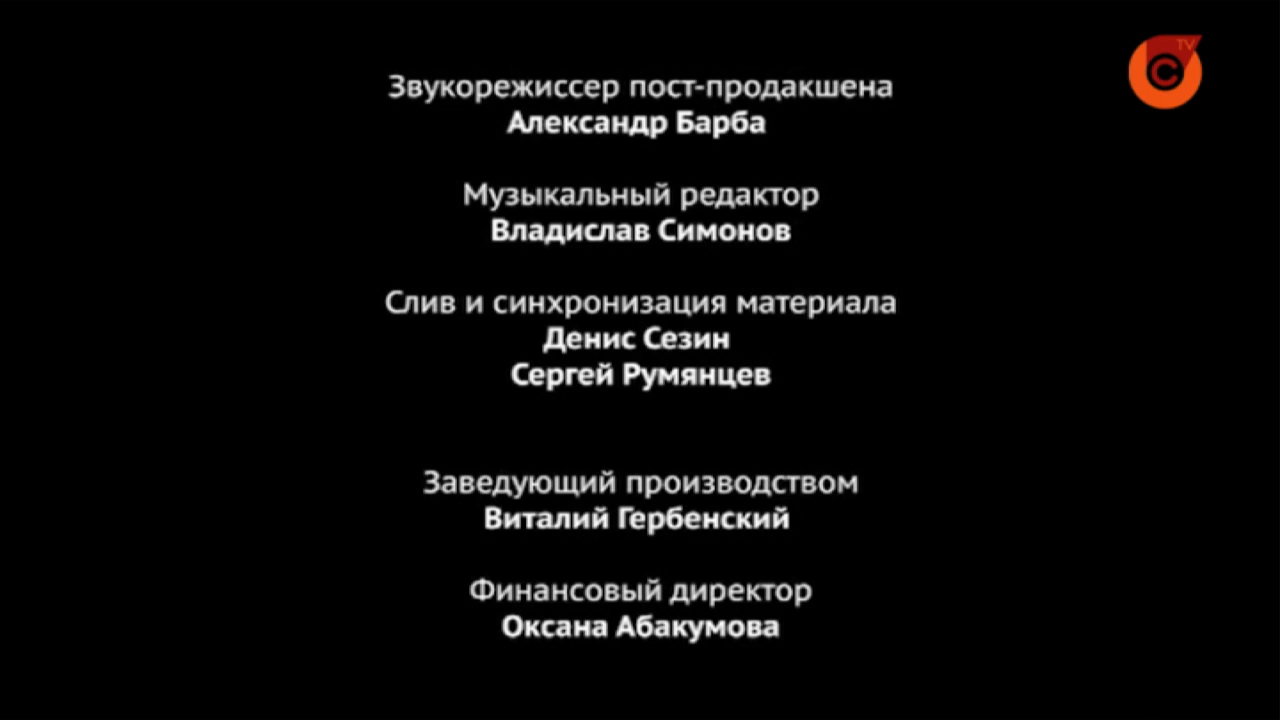 TV
C
Звукорежиссер пост-продакшена
Александр Барба
Музыкальный редактор
Владислав Симонов
Слив и синхронизация материала
Денис Сезин
Сергей Румянцев
Заведующий производством
Виталий Гербенский
Финансовый директор
Оксана Абакумова